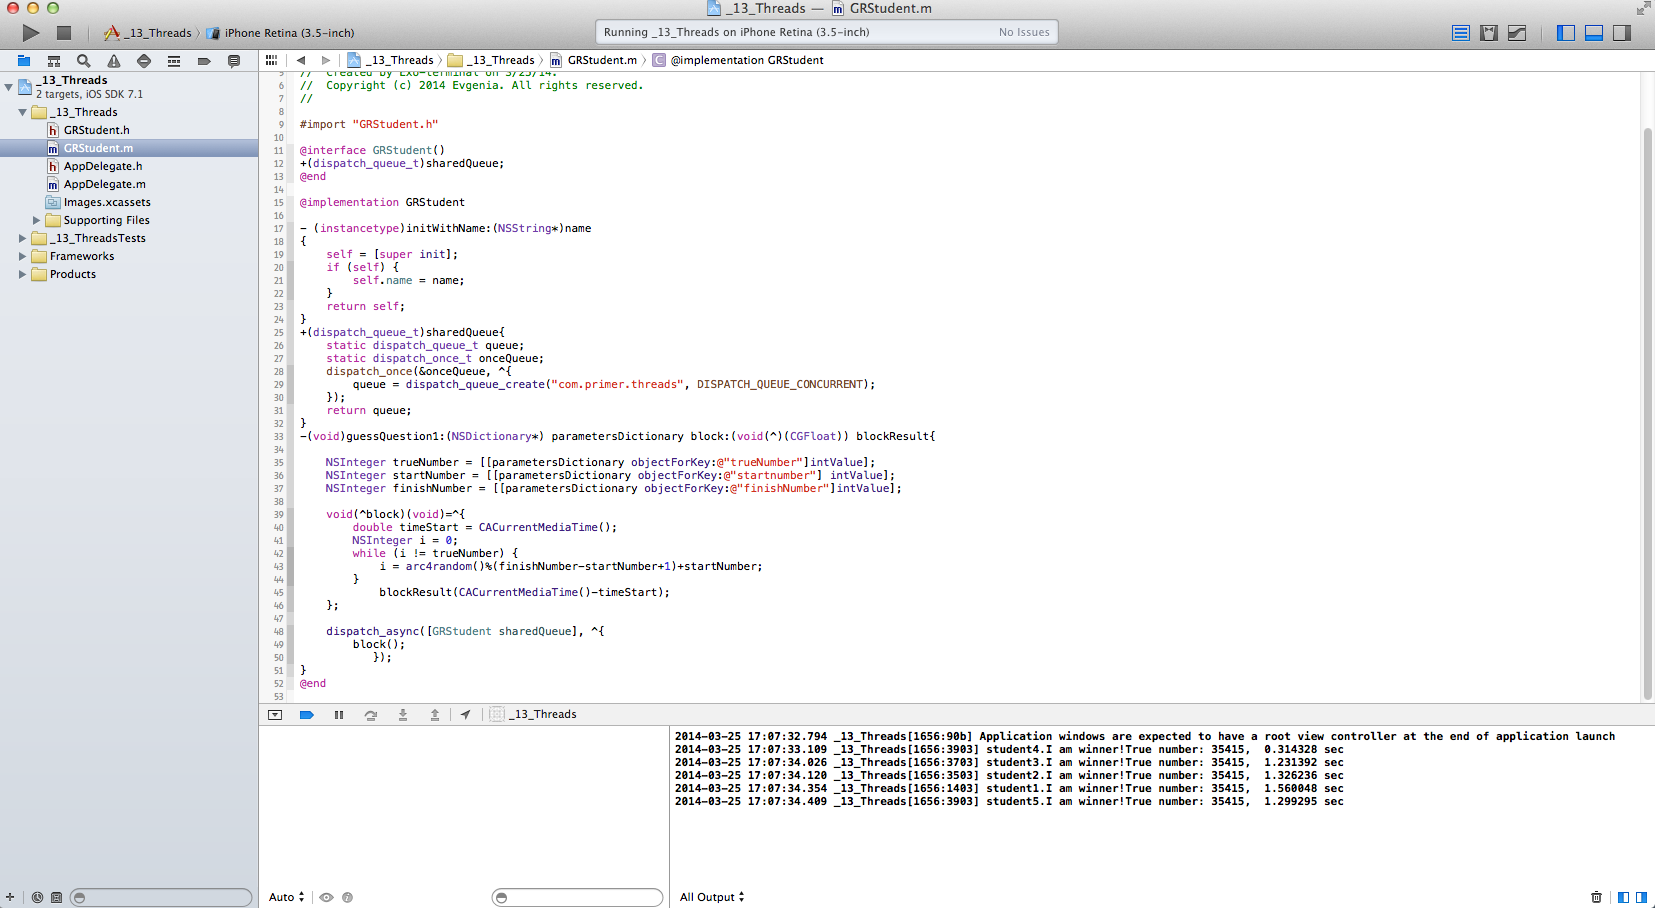 _13_Threads — GRStudent.m
_13_Threads iPhone Retina (3.5-inch)
Running _13_Threads on iPhone Retina (3.5-inch) No Issues
_13_Threads _13_Threads GRStudent.m C @implementation GRStudent
_13_Threads
2 targets, iOS SDK 7.1
_13_Threads
h GRStudent.h
m GRStudent.m
h AppDelegate.h
m AppDelegate.m
Images.xcassets
Supporting Files
_13_ThreadsTests
Frameworks
Products
5 //  Created by Exo-terminal on 3/25/14.
6 //  Copyright (c) 2014 Evgenia. All rights reserved.
7 //
8
9 #import "GRStudent.h"
10
11 @interface GRStudent()
12 +(dispatch_queue_t)sharedQueue;
13 @end
14
15 @implementation GRStudent
16
17 - (instancetype)initWithName:(NSString*)name
18 {
19     self = [super init];
20     if (self) {
21         self.name = name;
22     }
23     return self;
24 }
25 +(dispatch_queue_t)sharedQueue{
26     static dispatch_queue_t queue;
27     static dispatch_once_t onceQueue;
28     dispatch_once(&onceQueue, ^{
29         queue = dispatch_queue_create("com.primer.threads", DISPATCH_QUEUE_CONCURRENT);
30     });
31     return queue;
32 }
33 -(void)guessQuestion1:(NSDictionary*) parametersDictionary block:(void(^)(CGFloat)) blockResult{
34
35     NSInteger trueNumber = [[parametersDictionary objectForKey:@"trueNumber"]intValue];
36     NSInteger startNumber = [[parametersDictionary objectForKey:@"startnumber"] intValue];
37     NSInteger finishNumber = [[parametersDictionary objectForKey:@"finishNumber"]intValue];
38
39     void(^block)(void)=^{
40         double timeStart = CACurrentMediaTime();
41         NSInteger i = 0;
42         while (i != trueNumber) {
43             i = arc4random()%(finishNumber-startNumber+1)+startNumber;
44         }
45             blockResult(CACurrentMediaTime()-timeStart);
46     };
47
48     dispatch_async([GRStudent sharedQueue], ^{
49         block();
50            });
51 }
52 @end
53
_13_Threads
2014-03-25 17:07:32.794 _13_Threads[1656:90b] Application windows are expected to have a root view controller at the end of application launch
2014-03-25 17:07:33.109 _13_Threads[1656:3903] student4.I am winner!True number: 35415,  0.314328 sec
2014-03-25 17:07:34.026 _13_Threads[1656:3703] student3.I am winner!True number: 35415,  1.231392 sec
2014-03-25 17:07:34.120 _13_Threads[1656:3503] student2.I am winner!True number: 35415,  1.326236 sec
2014-03-25 17:07:34.354 _13_Threads[1656:1403] student1.I am winner!True number: 35415,  1.560048 sec
2014-03-25 17:07:34.409 _13_Threads[1656:3903] student5.I am winner!True number: 35415,  1.299295 sec
Auto
All Output